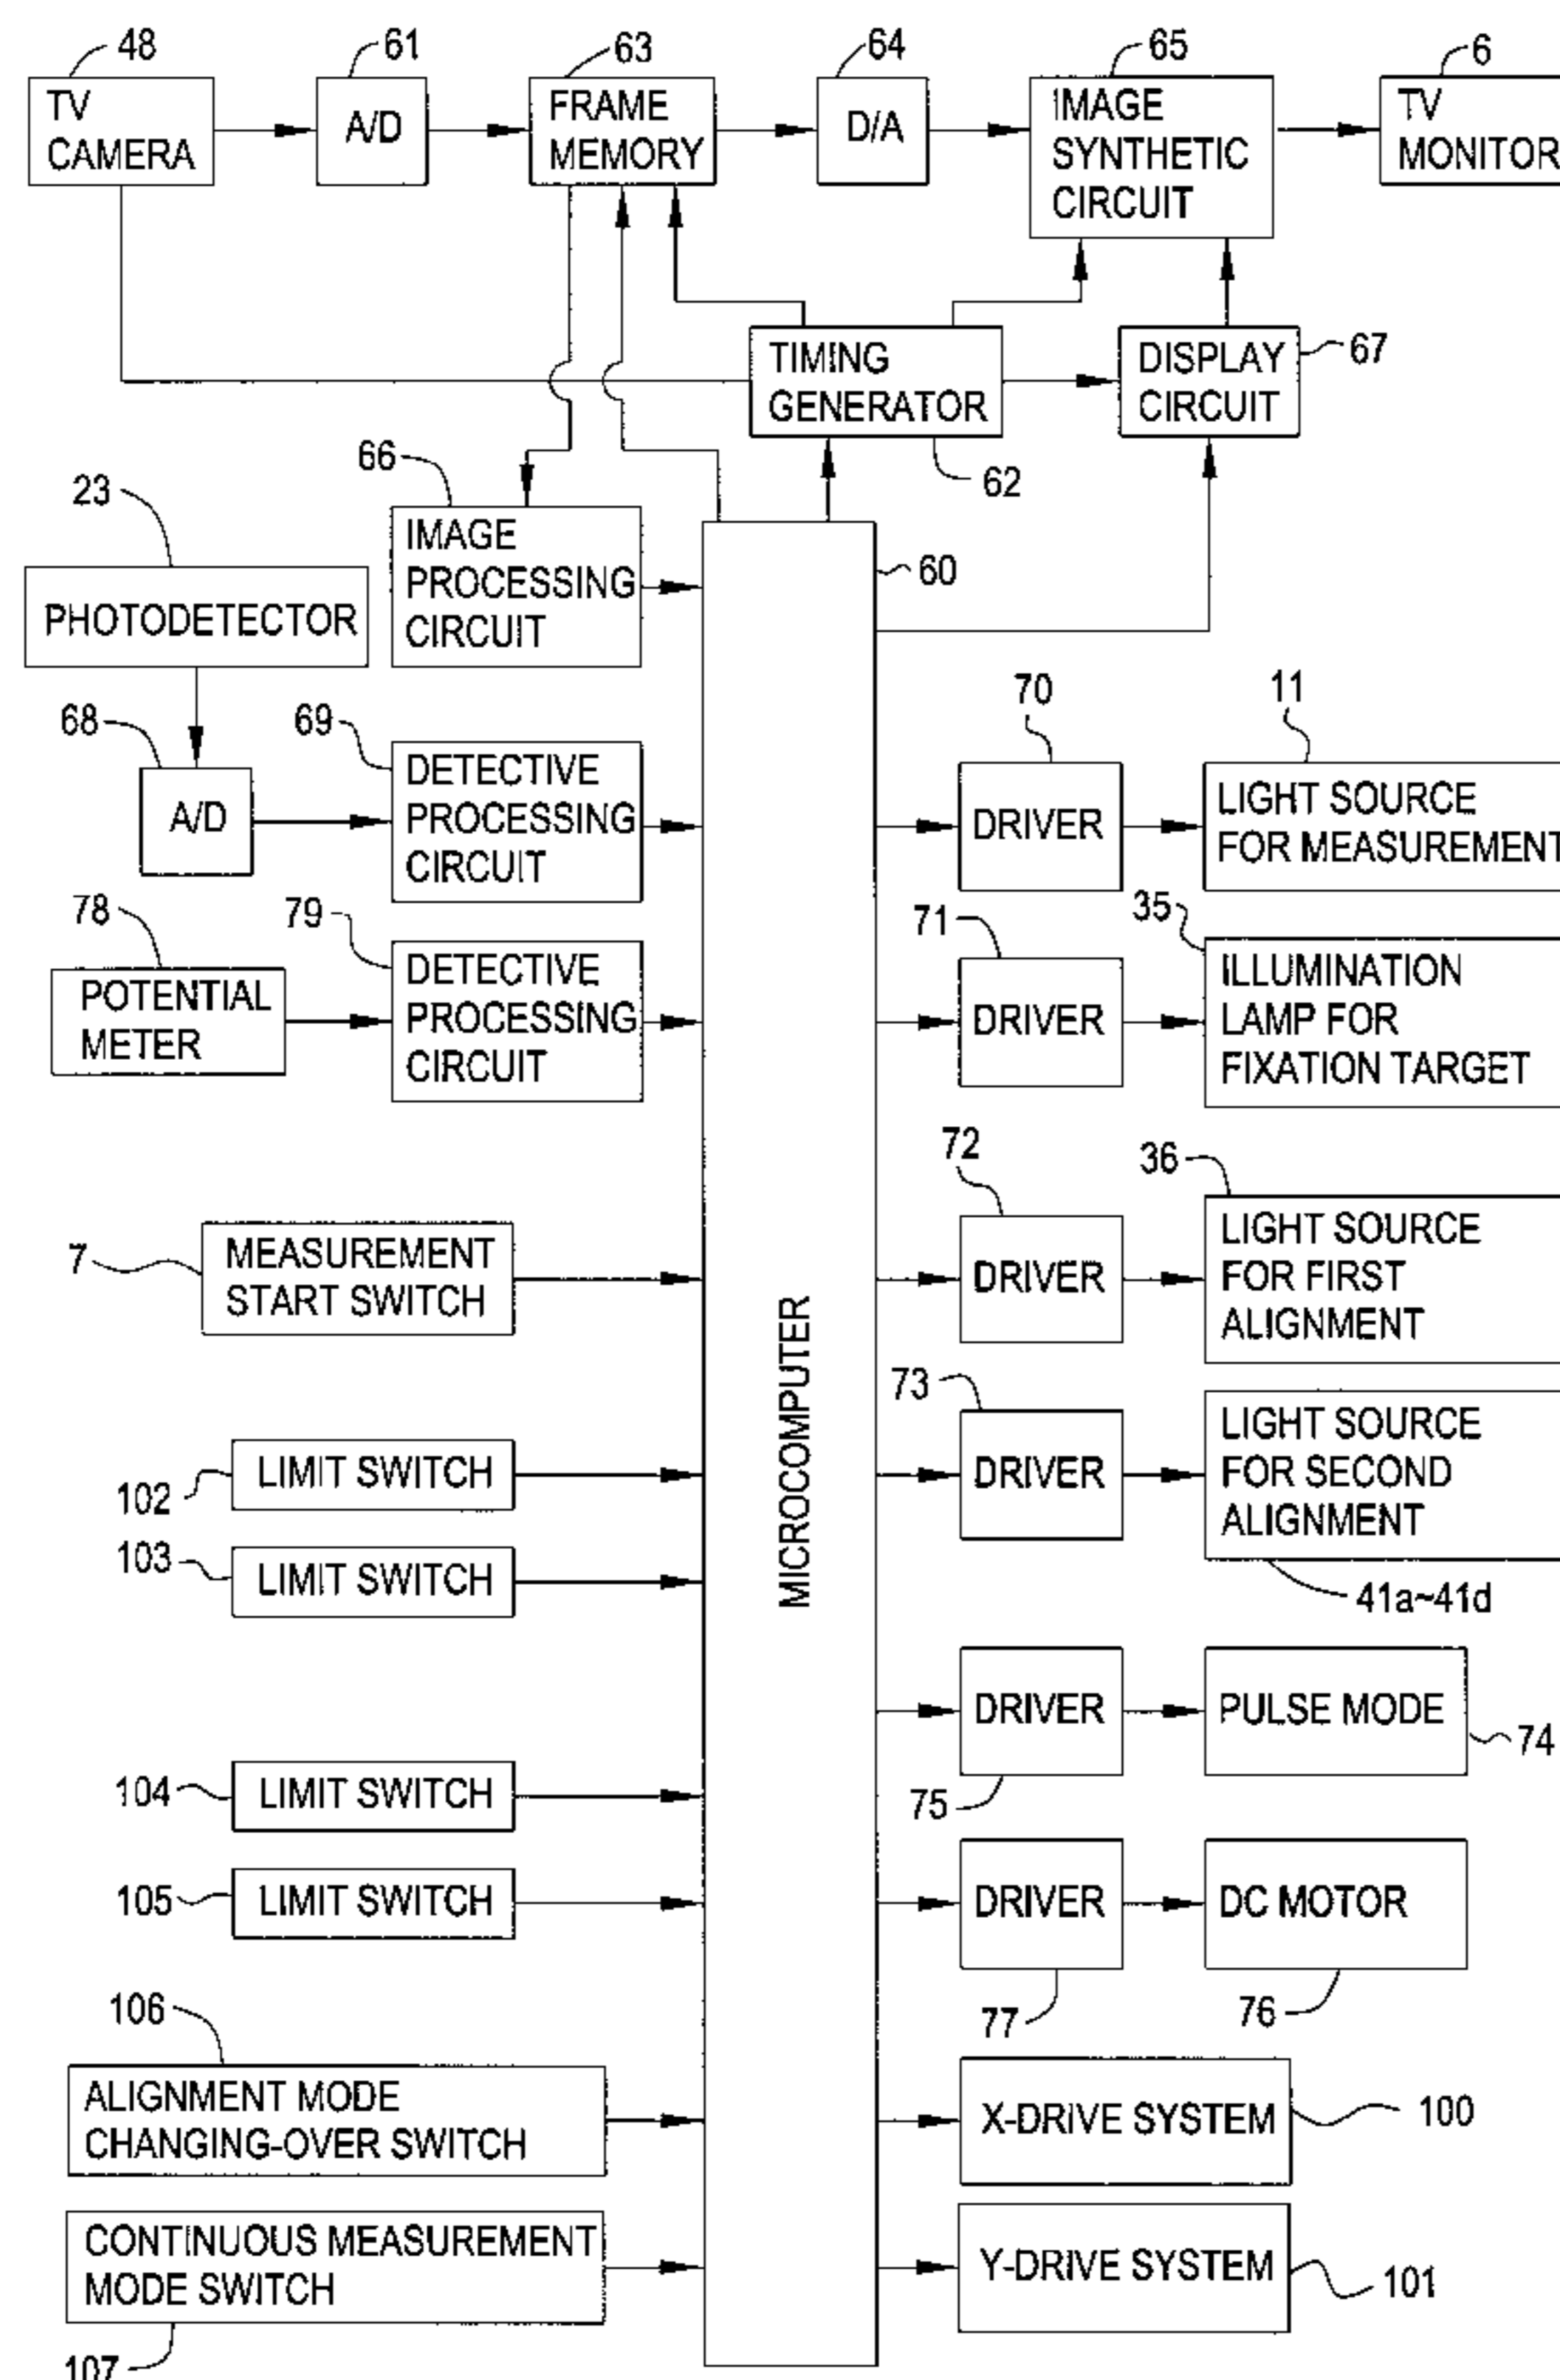 48
61
63
64
65
6
TV
CAMERA
A/D
FRAME
MEMORY
D/A
IMAGE
SYNTHETIC
CIRCUIT
TV
MONITOR
TIMING
GENERATOR
DISPLAY
CIRCUIT
67
62
66
23
IMAGE
PROCESSING
CIRCUIT
60
PHOTODETECTOR
68
69
A/D
DETECTIVE
PROCESSING
CIRCUIT
70
11
DRIVER
LIGHT SOURCE
FOR MEASUREMENT
78
79
POTENTIAL
METER
DETECTIVE
PROCESSING
CIRCUIT
71
35
DRIVER
ILLUMINATION
LAMP FOR
FIXATION TARGET
72
36
7
MEASUREMENT
START SWITCH
DRIVER
LIGHT SOURCE
FOR FIRST
ALIGNMENT
MICROCOMPUTER
73
102
LIMIT SWITCH
DRIVER
LIGHT SOURCE
FOR SECOND
ALIGNMENT
41a~41d
103
LIMIT SWITCH
DRIVER
PULSE MODE
74
75
104
LIMIT SWITCH
105
LIMIT SWITCH
DRIVER
DC MOTOR
77
76
106
ALIGNMENT MODE
CHANGING-OVER SWITCH
X-DRIVE SYSTEM
100
CONTINUOUS MEASUREMENT
MODE SWITCH
107
Y-DRIVE SYSTEM
101